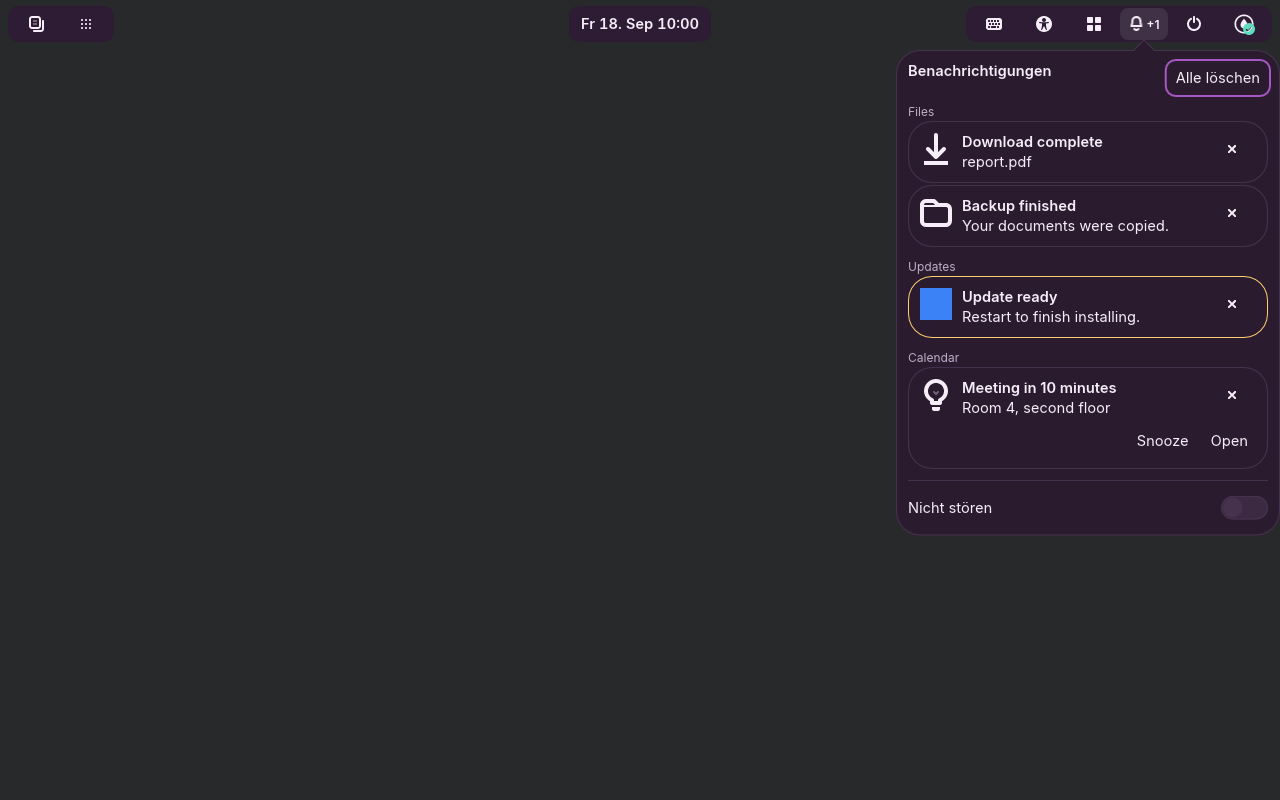 Fr 18. Sep 10:00
+1
Benachrichtigungen
Alle löschen
Files
Download complete
report.pdf
Backup finished
Your documents were copied.
Updates
Update ready
Restart to finish installing.
Calendar
Meeting in 10 minutes
Room 4, second floor
Snooze Open
Nicht stören